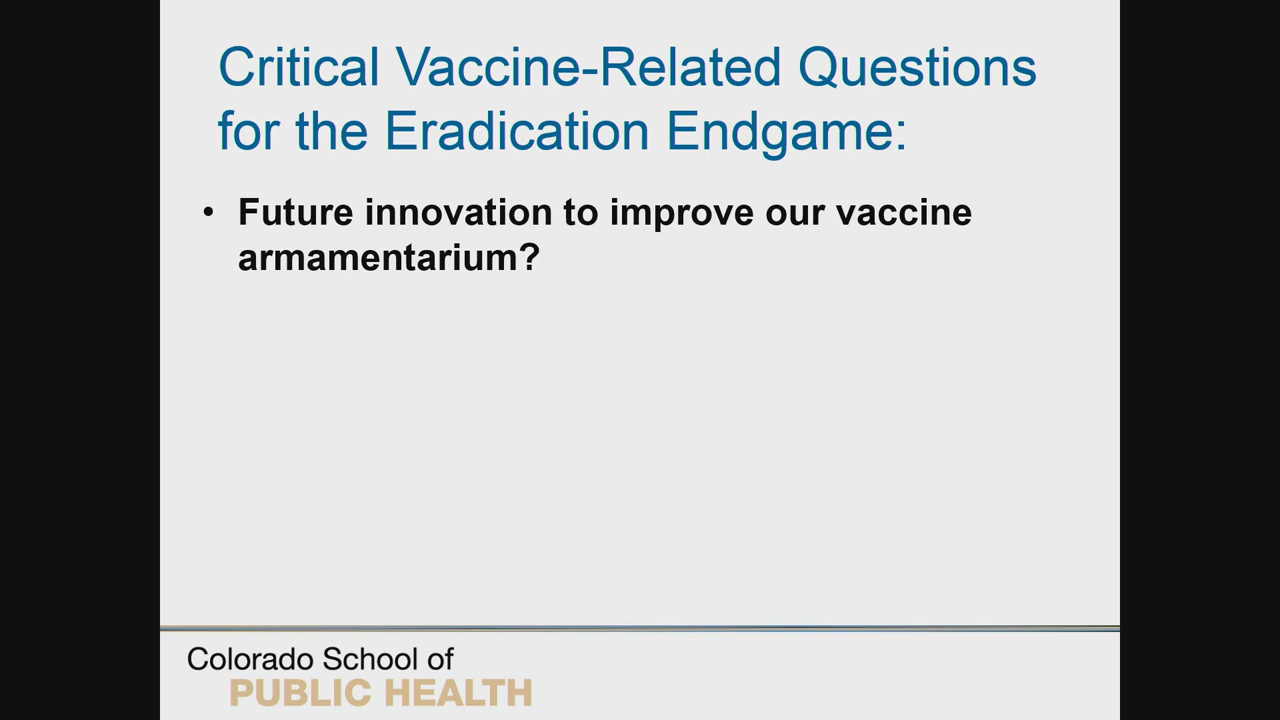 Critical Vaccine-Related Questions
for the Eradication Endgame:
• Future innovation to improve our vaccine
armamentarium?
Colorado School of
PUBLIC HEALTH